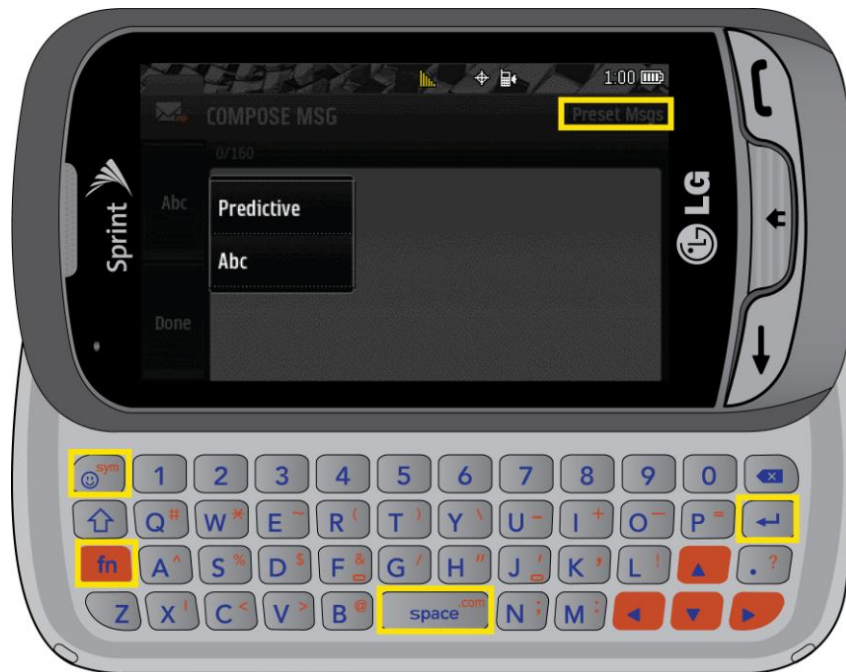 1:00
COMPOSE MSG Preset Msgs
0/160
Abc
Predictive
Abc
Done
Sprint
LG
sym 1 2 3 4 5 6 7 8 9 0
Q # W * E ~ R ( T ) Y \ U - I + O — P =
fn A ^ S % D $ F & G / H " J ' K , L ! . ?
Z X | C < V > B @ space .com N ; M :